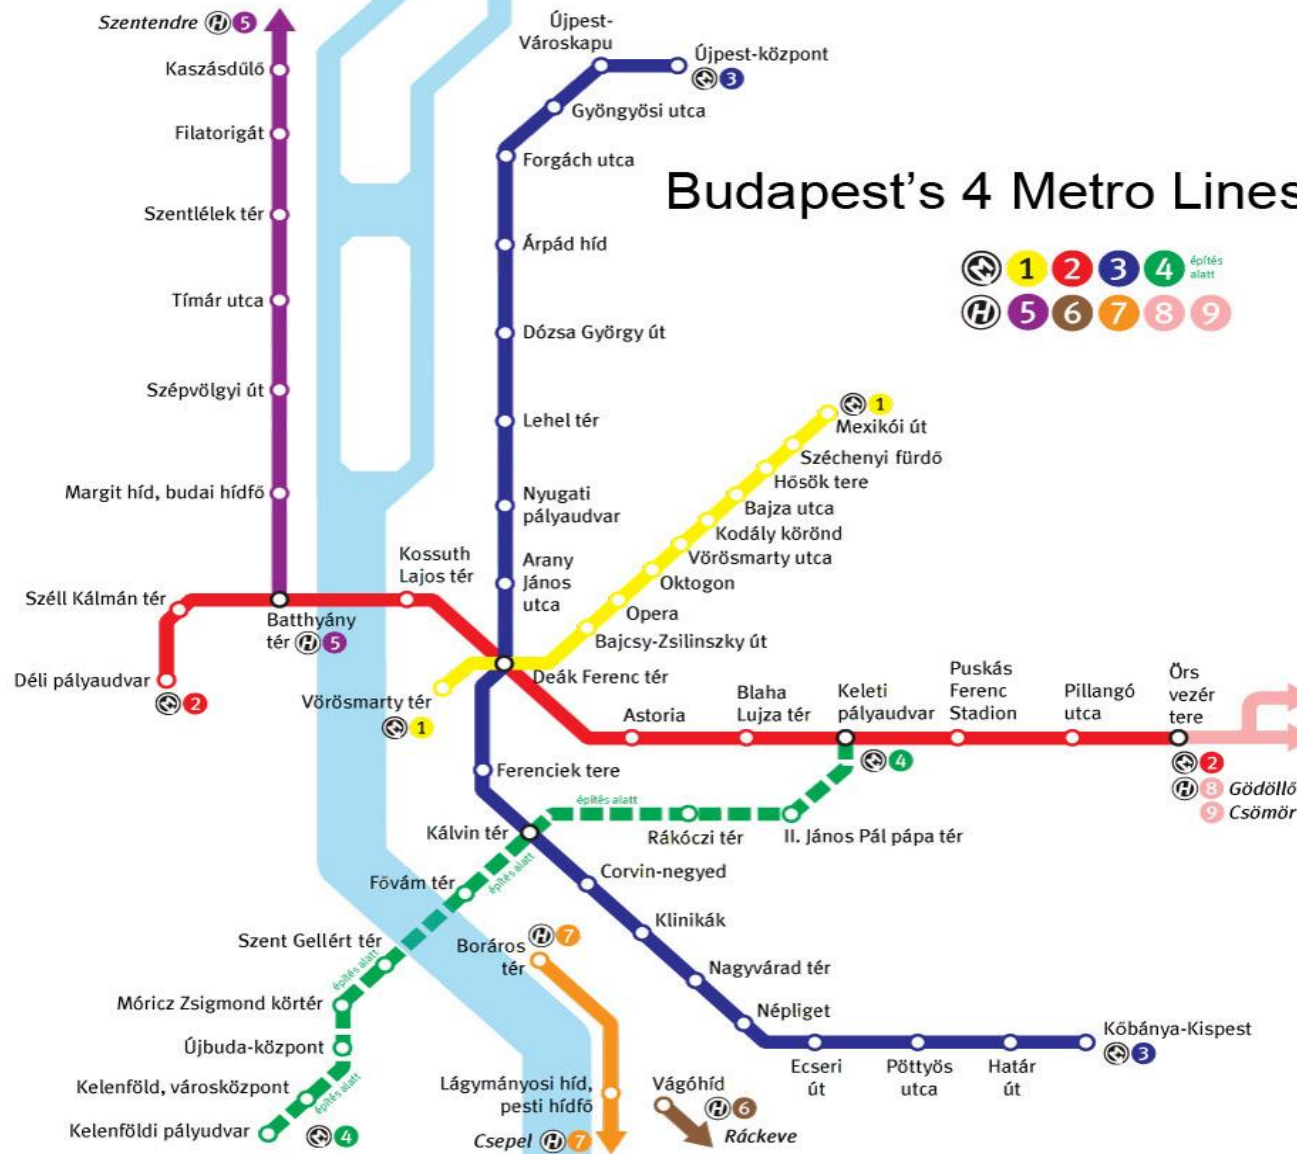 Szentendre H 5
Kaszásdűlő
Filatorigát
Szentlélek tér
Tímár utca
Szépvölgyi út
Margit híd, budai hídfő
Újpest-
Városkapu
Újpest-központ
3
Gyöngyösi utca
Forgách utca
Árpád híd
Dózsa György út
Lehel tér
Nyugati
pályaudvar
Arany
János
utca
Budapest's 4 Metro Lines
1 2 3 4 építés
alatt
H 5 6 7 8 9
1
Mexikói út
Széchenyi fürdő
Hősök tere
Bajza utca
Kodály körönd
Vörösmarty utca
Oktogon
Opera
Bajcsy-Zsilinszky út
Deák Ferenc tér
Vörösmarty tér
1
Kossuth
Lajos tér
Batthyány
tér H 5
Széll Kálmán tér
Déli pályaudvar
2
Astoria
Blaha
Lujza tér
Keleti
pályaudvar
4
Puskás
Ferenc
Stadion
Pillangó
utca
Örs
vezér
tere
2
H 8 Gödöllő
9 Csömör
Ferenciek tere
építés alatt
Rákóczi tér
II. János Pál pápa tér
Kálvin tér
építés alatt
Fővám tér
Szent Gellért tér
építés alatt
Móricz Zsigmond körtér
Újbuda-központ
Kelenföld, városközpont
építés alatt
Kelenföldi pályudvar
4
Corvin-negyed
Klinikák
Nagyvárad tér
Népliget
Ecseri
út
Pöttyös
utca
Határ
út
Kőbánya-Kispest
3
H 7
Boráros
tér
Lágymányosi híd,
pesti hídfő
Csepel H 7
Vágóhíd
H 6
Ráckeve